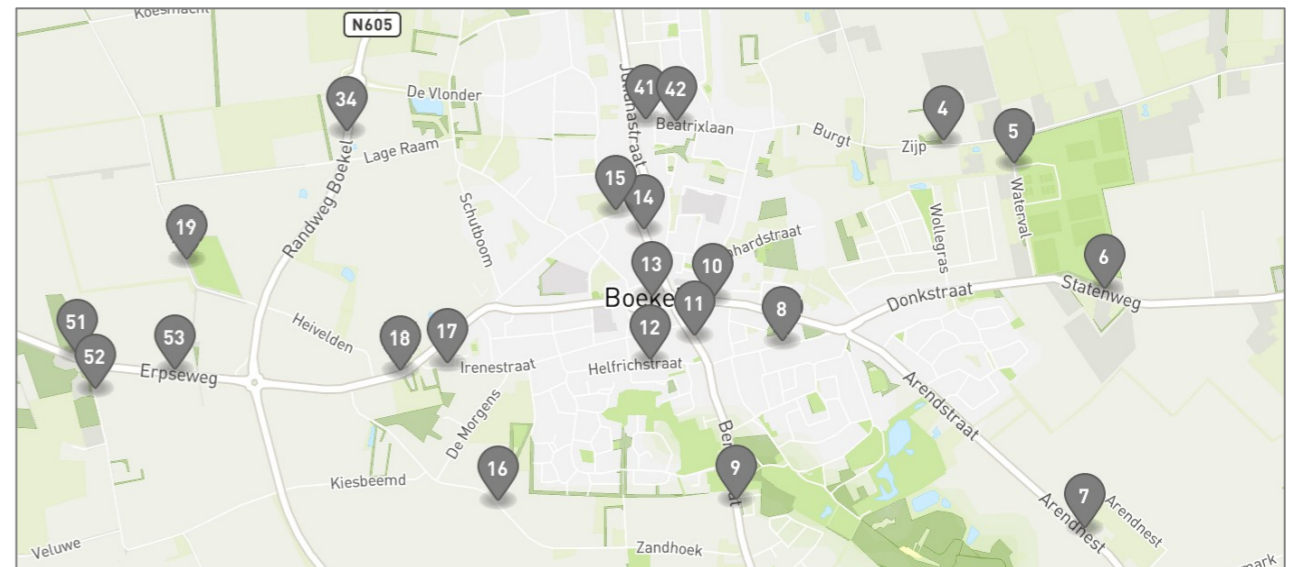 Koesmacht
N605
34
De Vlonder
41
42
Julianastraat
Beatrixlaan
Burgt
4
Zijp
5
Lage Raam
Randweg Boekel
15
14
Schutboom
Waterval
Wollegras
19
13
10
6
Statenweg
Donkstraat
Boekel
11
8
51
52
53
Heivelden
18
17
12
Erpseweg
Irenestraat
Helfrichstraat
De Morgens
Arendstraat
16
9
7
Kiesbeemd
Arendnest
Arendnest
Veluwe
Zandhoek